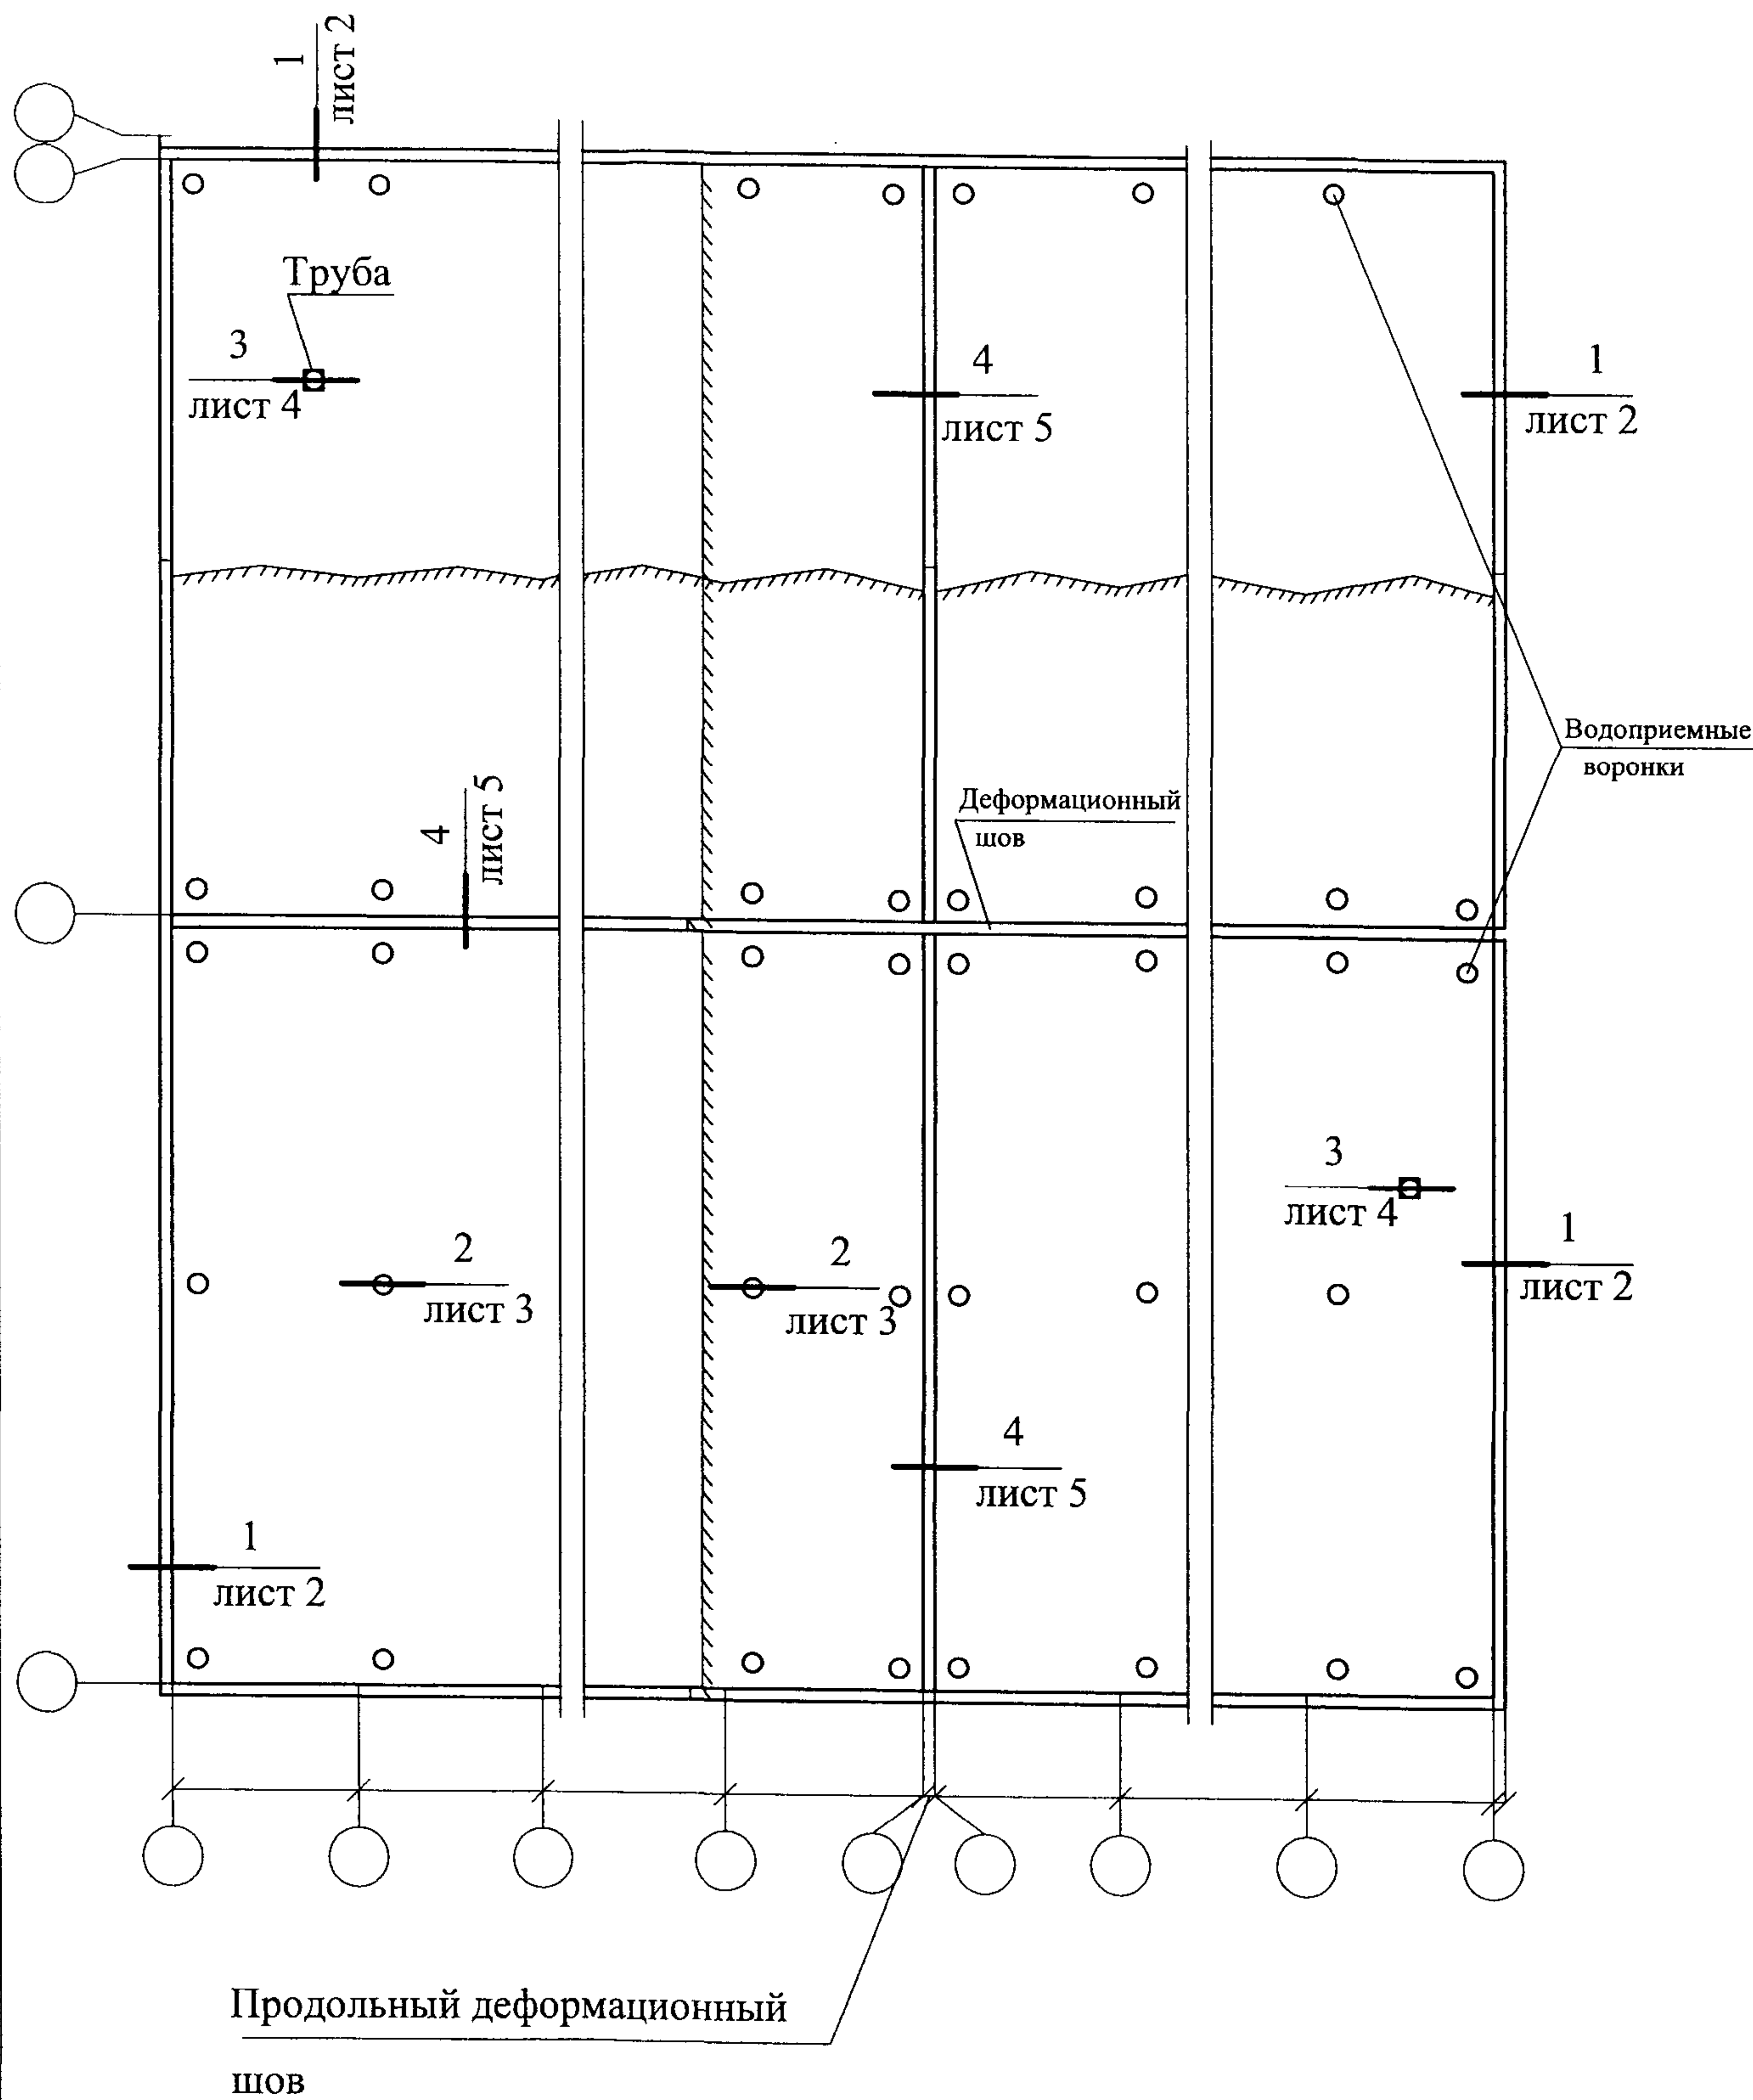 1
лист 2
Труба
3
лист 4
4
лист 5
1
лист 2
Водоприемные
воронки
4
лист 5
Деформационный
шов
3
лист 4
2
лист 3
2
лист 3
1
лист 2
4
лист 5
1
лист 2
Продольный деформационный
шов